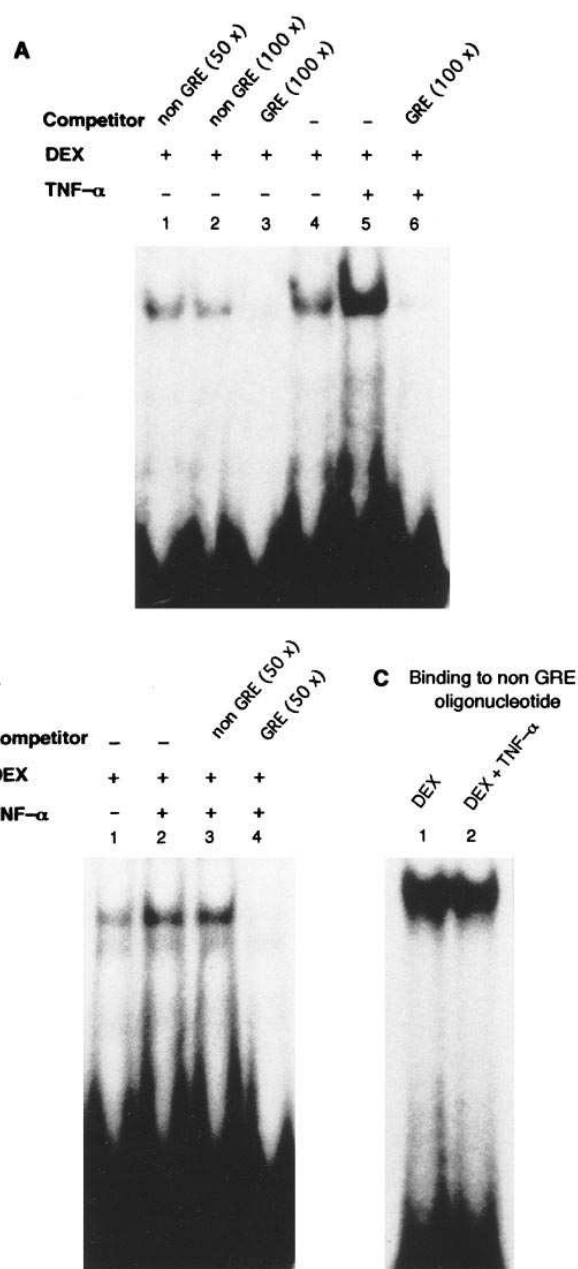 A
non GRE (50 x) non GRE (100 x) GRE (100 x) GRE (100 x)
Competitor – –
DEX + + + + + +
TNF–α – – – – + +
1 2 3 4 5 6
non GRE (50 x) GRE (50 x)
ompetitor – –
EX + + + +
NF–α – + + +
1 2 3 4
C Binding to non GRE
oligonucleotide
DEX DEX + TNF–α
1 2